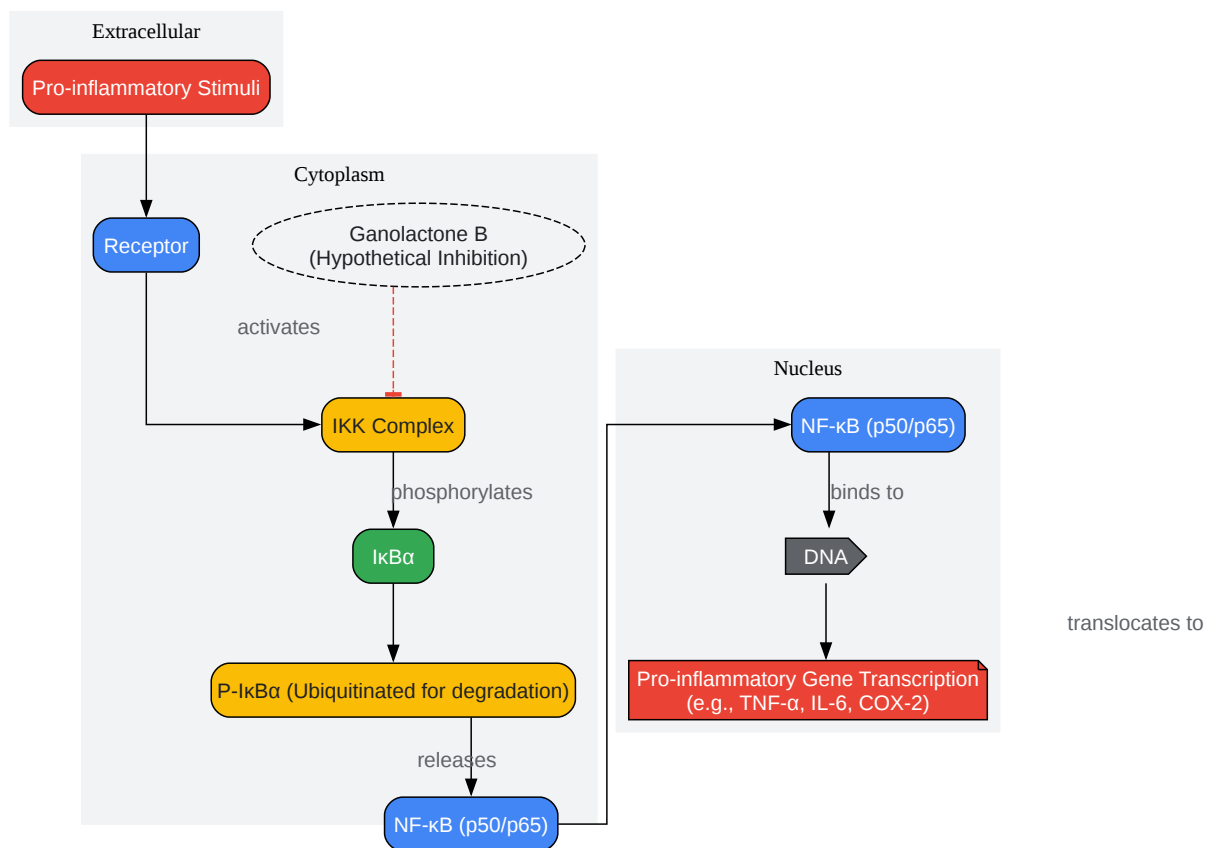 Extracellular
Pro-inflammatory Stimuli
Cytoplasm
Receptor
Ganolactone B
(Hypothetical Inhibition)
activates
IKK Complex
phosphorylates
IκBα
P-IκBα (Ubiquitinated for degradation)
releases
NF-κB (p50/p65)
Nucleus
NF-κB (p50/p65)
binds to
DNA
translocates to
Pro-inflammatory Gene Transcription
(e.g., TNF-α, IL-6, COX-2)